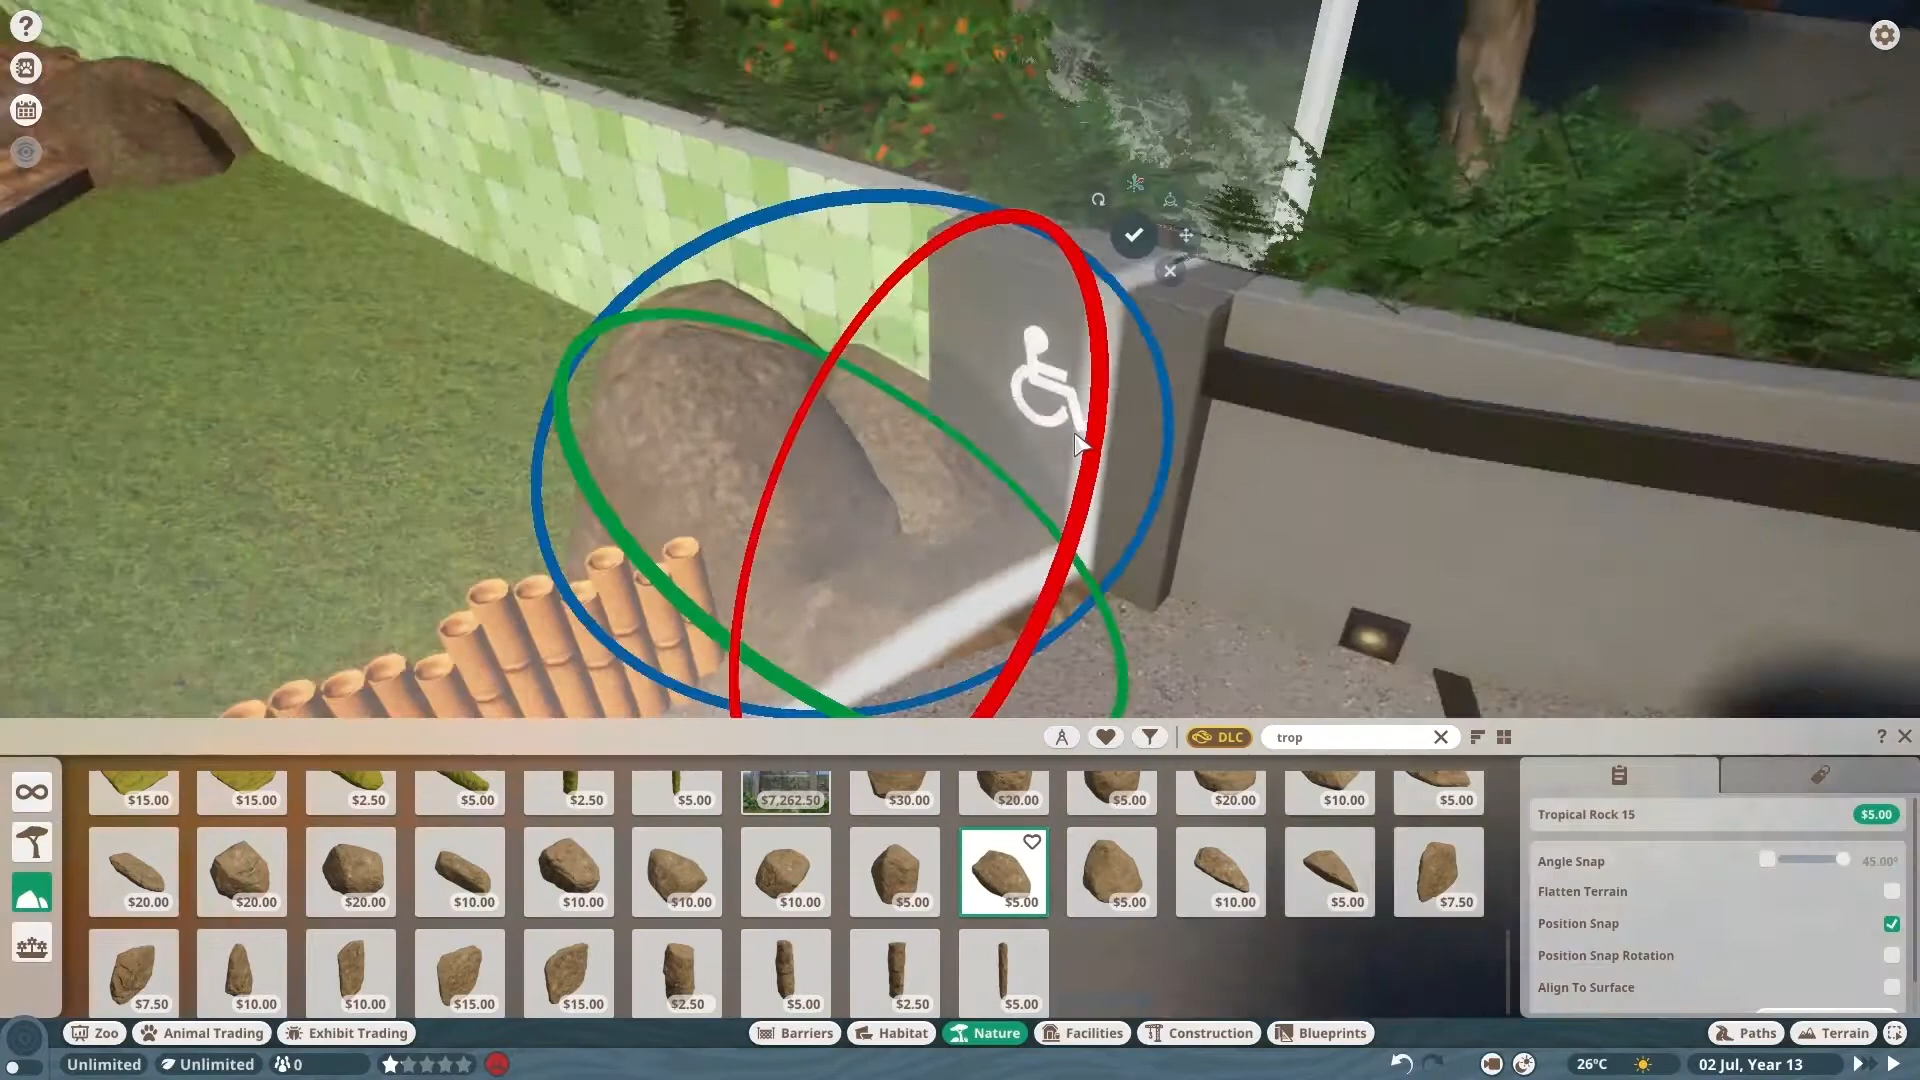 DLC
trop
?
$15.00 $15.00 $2.50 $5.00 $2.50 $5.00 $7,262.50 $30.00 $20.00 $5.00 $20.00 $10.00 $5.00
$20.00 $20.00 $20.00 $10.00 $10.00 $10.00 $10.00 $5.00 $5.00 $5.00 $10.00 $5.00 $7.50
$7.50 $10.00 $10.00 $15.00 $15.00 $2.50 $5.00 $2.50 $5.00
Tropical Rock 15 $5.00
Angle Snap 45.00°
Flatten Terrain
Position Snap
Position Snap Rotation
Align To Surface
Zoo Animal Trading Exhibit Trading Barriers Habitat Nature Facilities Construction Blueprints Paths Terrain
Unlimited Unlimited 0 26°C 02 Jul, Year 13